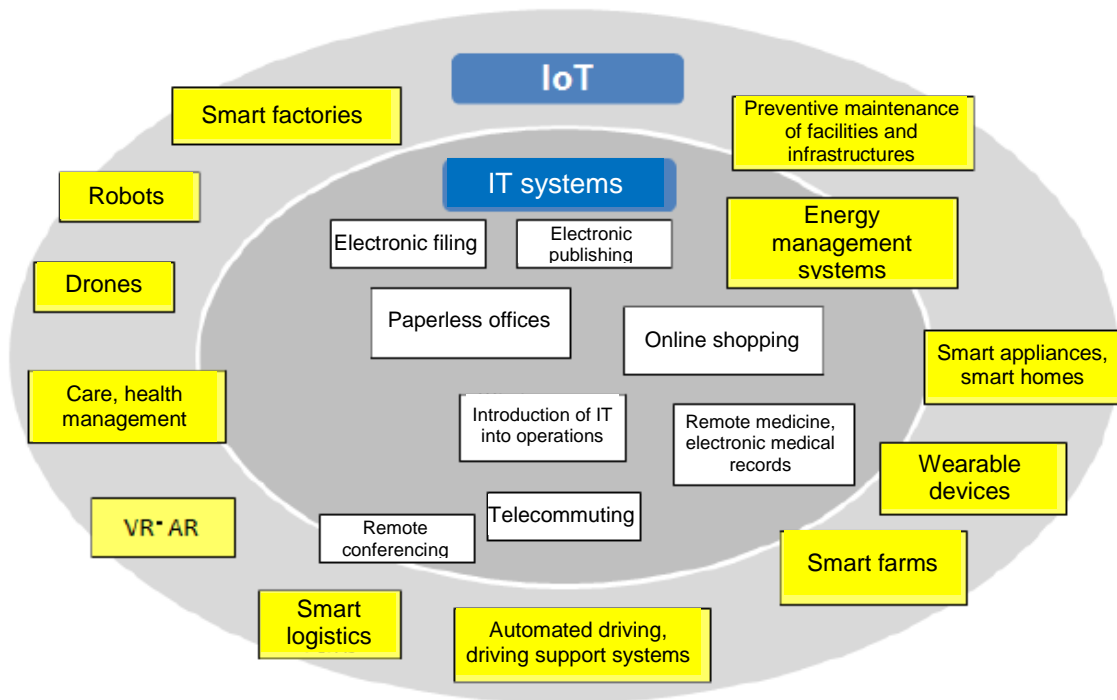 IoT
Smart factories
Preventive maintenance
of facilities and
infrastructures
Robots
IT systems
Energy
management
systems
Electronic filing
Electronic
publishing
Drones
Paperless offices
Online shopping
Smart appliances,
smart homes
Care, health
management
Introduction of IT
into operations
Remote medicine,
electronic medical
records
Wearable
devices
VR・AR
Telecommuting
Remote
conferencing
Smart farms
Smart
logistics
Automated driving,
driving support systems